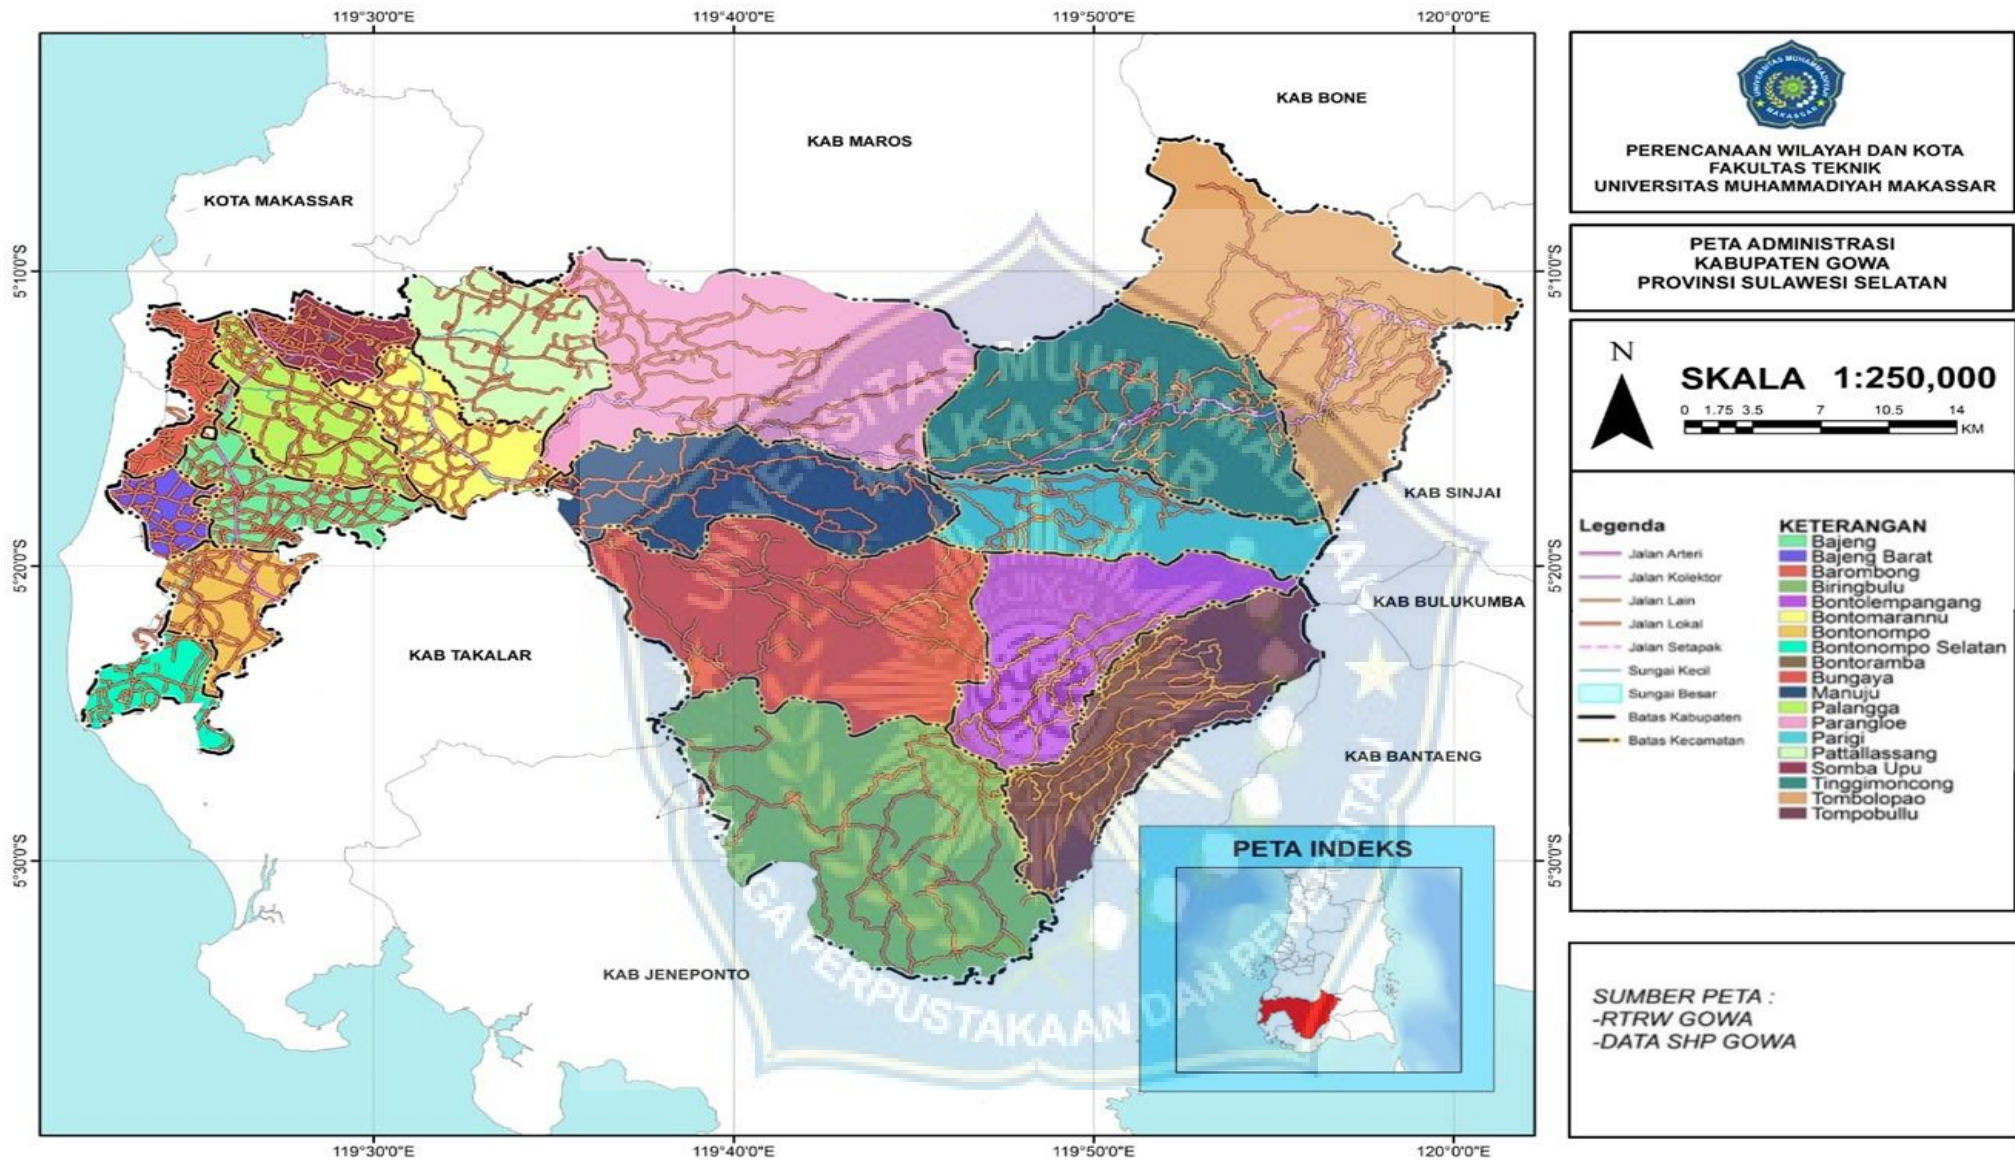 119°30'0"E
119°40'0"E
119°50'0"E
120°0'0"E
5°10'0"S
5°20'0"S
5°30'0"S
5°10'0"S
5°20'0"S
5°30'0"S
119°30'0"E
119°40'0"E
119°50'0"E
120°0'0"E
KAB BONE
KAB MAROS
KOTA MAKASSAR
KAB SINJAI
KAB BULUKUMBA
KAB TAKALAR
KAB BANTAENG
KAB JENEPONTO
PETA INDEKS
UNIVERSITAS MUHAMMADIYAH
MAKASSAR
PERENCANAAN WILAYAH DAN KOTA
FAKULTAS TEKNIK
UNIVERSITAS MUHAMMADIYAH MAKASSAR
PETA ADMINISTRASI
KABUPATEN GOWA
PROVINSI SULAWESI SELATAN
N
SKALA 1:250,000
0 1.75 3.5 7 10.5 14
KM
Legenda
Jalan Arteri
Jalan Kolektor
Jalan Lain
Jalan Lokal
Jalan Setapak
Sungai Kecil
Sungai Besar
Batas Kabupaten
Batas Kecamatan
KETERANGAN
Bajeng
Bajeng Barat
Barombong
Biringbulu
Bontolempangang
Bontomarannu
Bontonompo
Bontonompo Selatan
Bontoramba
Bungaya
Manuju
Palangga
Parangloe
Parigi
Pattallassang
Somba Upu
Tinggimoncong
Tombolopao
Tompobullu
SUMBER PETA :
-RTRW GOWA
-DATA SHP GOWA